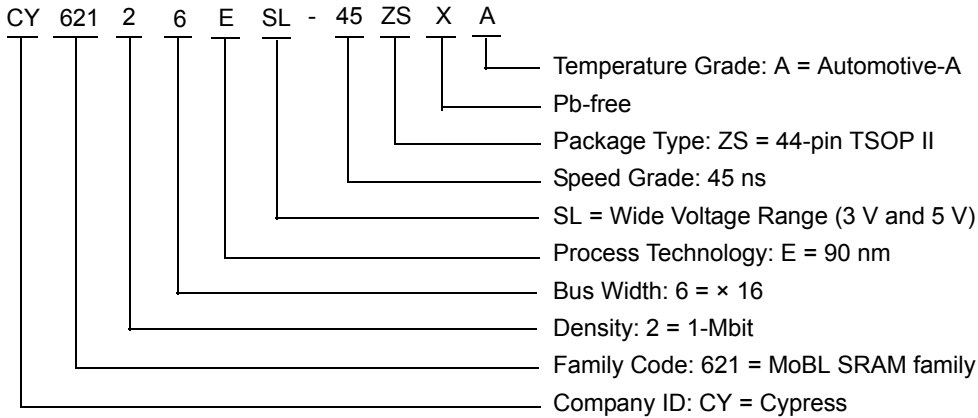 CY 621 2 6 E SL - 45 ZS X A
Temperature Grade: A = Automotive-A
Pb-free
Package Type: ZS = 44-pin TSOP II
Speed Grade: 45 ns
SL = Wide Voltage Range (3 V and 5 V)
Process Technology: E = 90 nm
Bus Width: 6 = × 16
Density: 2 = 1-Mbit
Family Code: 621 = MoBL SRAM family
Company ID: CY = Cypress